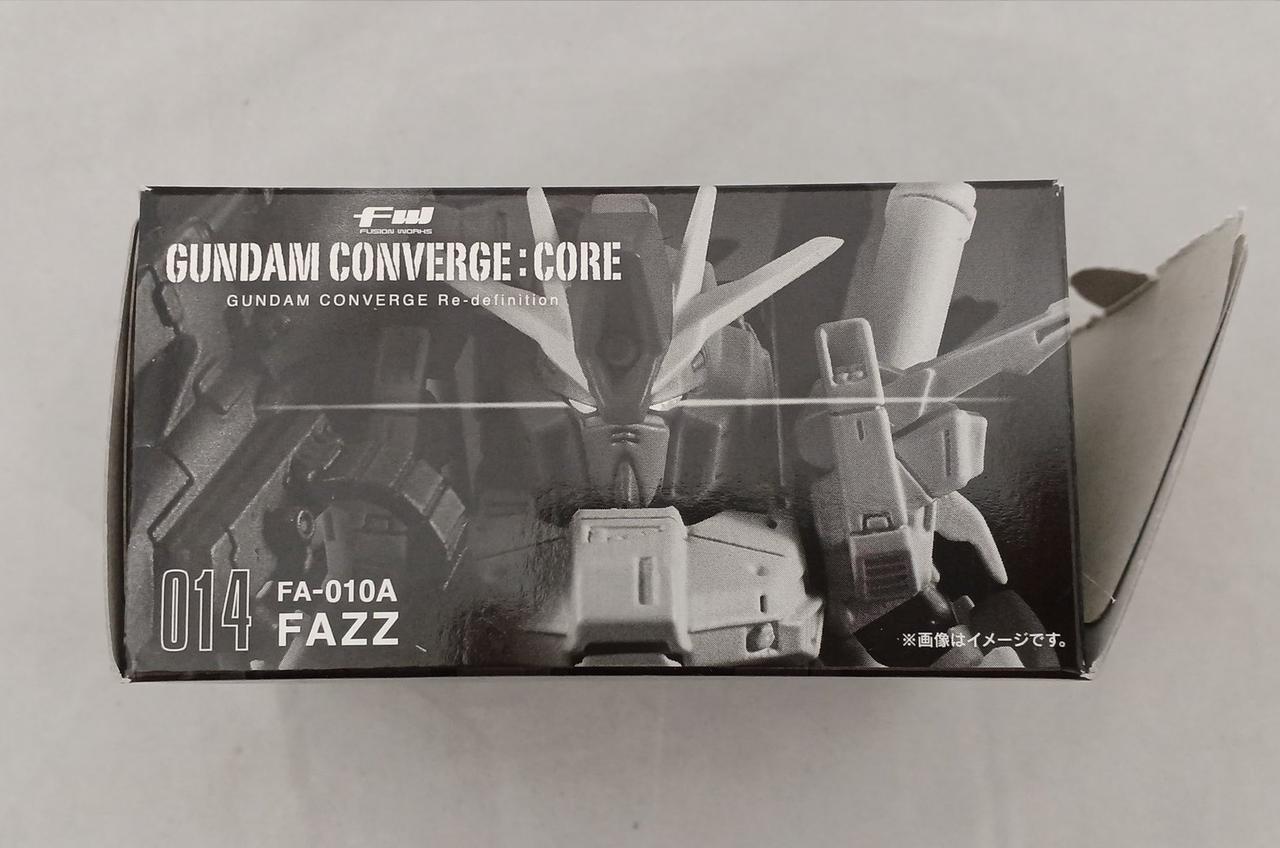 fw
FUSION WORKS
GUNDAM CONVERGE:CORE
GUNDAM CONVERGE Re-definition
014
FA-010A
FAZZ
※画像はイメージです。